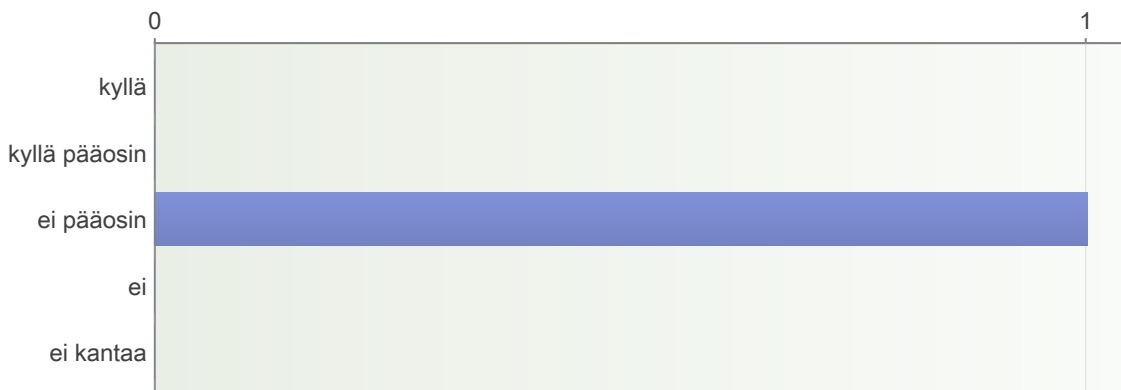 0 1
kyllä
kyllä pääosin
ei pääosin
ei
ei kantaa